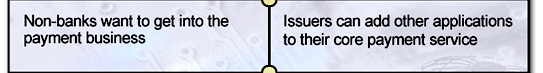 Non-banks want to get into the
payment business
Issuers can add other applications
to their core payment service